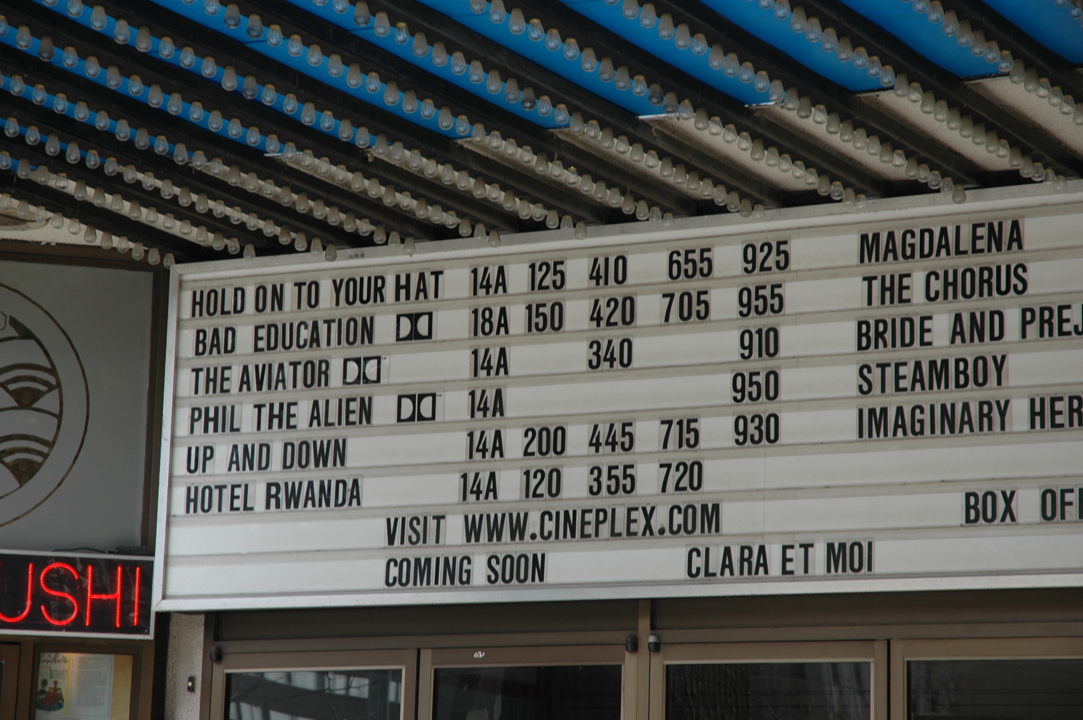 HOLD ON TO YOUR HAT 14A 125 410 655 925 MAGDALENA
BAD EDUCATION 18A 150 420 705 955 THE CHORUS
THE AVIATOR 14A 340 910 BRIDE AND PREJ
PHIL THE ALIEN 14A 950 STEAMBOY
UP AND DOWN 14A 200 445 715 930 IMAGINARY HER
HOTEL RWANDA 14A 120 355 720
VISIT WWW.CINEPLEX.COM BOX OFF
COMING SOON CLARA ET MOI
USHI